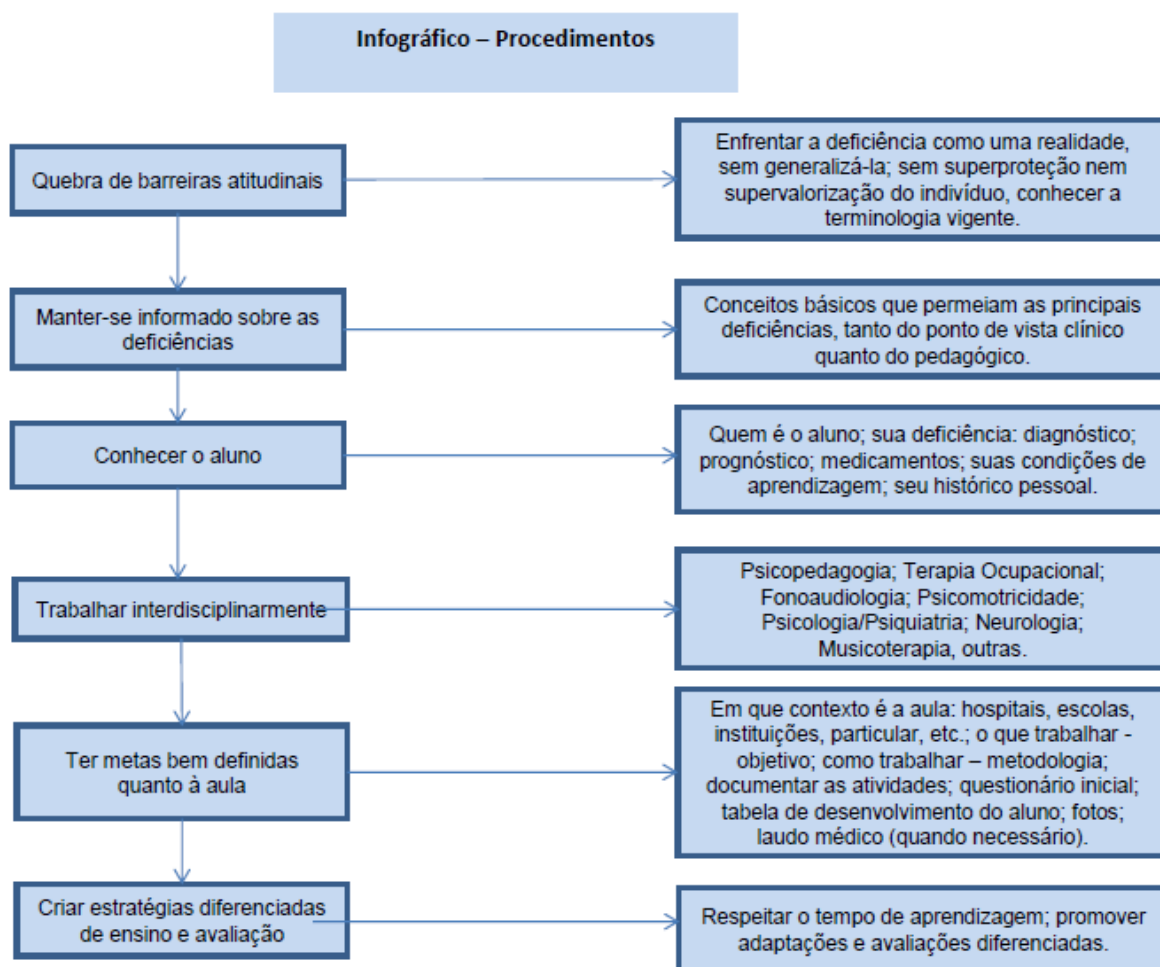 Infográfico – Procedimentos
Quebra de barreiras atitudinais
Enfrentar a deficiência como uma realidade,
sem generalizá-la; sem superproteção nem
supervalorização do indivíduo, conhecer a
terminologia vigente.
Manter-se informado sobre as
deficiências
Conceitos básicos que permeiam as principais
deficiências, tanto do ponto de vista clínico
quanto do pedagógico.
Conhecer o aluno
Quem é o aluno; sua deficiência: diagnóstico;
prognóstico; medicamentos; suas condições de
aprendizagem; seu histórico pessoal.
Trabalhar interdisciplinarmente
Psicopedagogia; Terapia Ocupacional;
Fonoaudiologia; Psicomotricidade;
Psicologia/Psiquiatria; Neurologia;
Musicoterapia, outras.
Ter metas bem definidas
quanto à aula
Em que contexto é a aula: hospitais, escolas,
instituições, particular, etc.; o que trabalhar -
objetivo; como trabalhar – metodologia;
documentar as atividades; questionário inicial;
tabela de desenvolvimento do aluno; fotos;
laudo médico (quando necessário).
Criar estratégias diferenciadas
de ensino e avaliação
Respeitar o tempo de aprendizagem; promover
adaptações e avaliações diferenciadas.